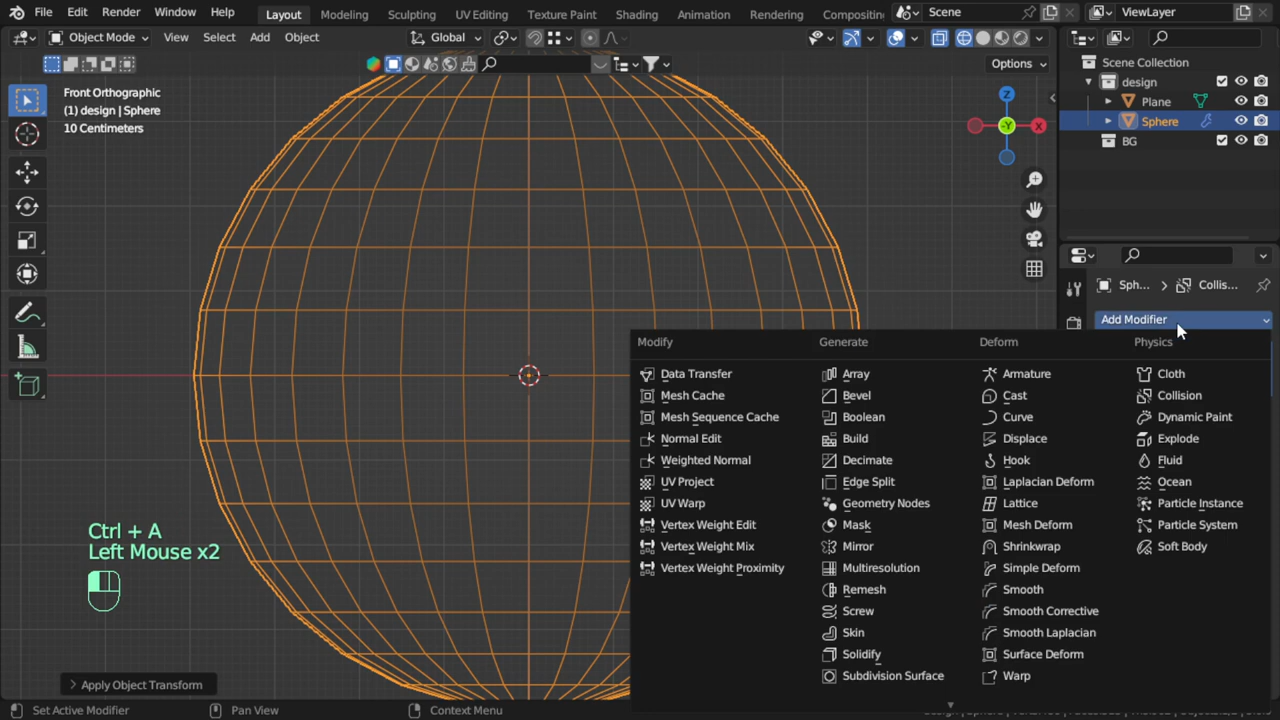 File Edit Render Window Help Layout Modeling Sculpting UV Editing Texture Paint Shading Animation Rendering Compositing Scene ViewLayer
Object Mode View Select Add Object Global
Options
Front Orthographic
(1) design | Sphere
10 Centimeters
Z
-Y
X
Scene Collection
design
Plane
Sphere
BG
Sph... Collis...
Add Modifier
Modify Generate Deform Physics
Data Transfer Array Armature Cloth
Mesh Cache Bevel Cast Collision
Mesh Sequence Cache Boolean Curve Dynamic Paint
Normal Edit Build Displace Explode
Weighted Normal Decimate Hook Fluid
UV Project Edge Split Laplacian Deform Ocean
UV Warp Geometry Nodes Lattice Particle Instance
Vertex Weight Edit Mask Mesh Deform Particle System
Vertex Weight Mix Mirror Shrinkwrap Soft Body
Vertex Weight Proximity Multiresolution Simple Deform
Remesh Smooth
Screw Smooth Corrective
Skin Smooth Laplacian
Solidify Surface Deform
Subdivision Surface Warp
Ctrl + A
Left Mouse x2
Apply Object Transform
Set Active Modifier Pan View Context Menu